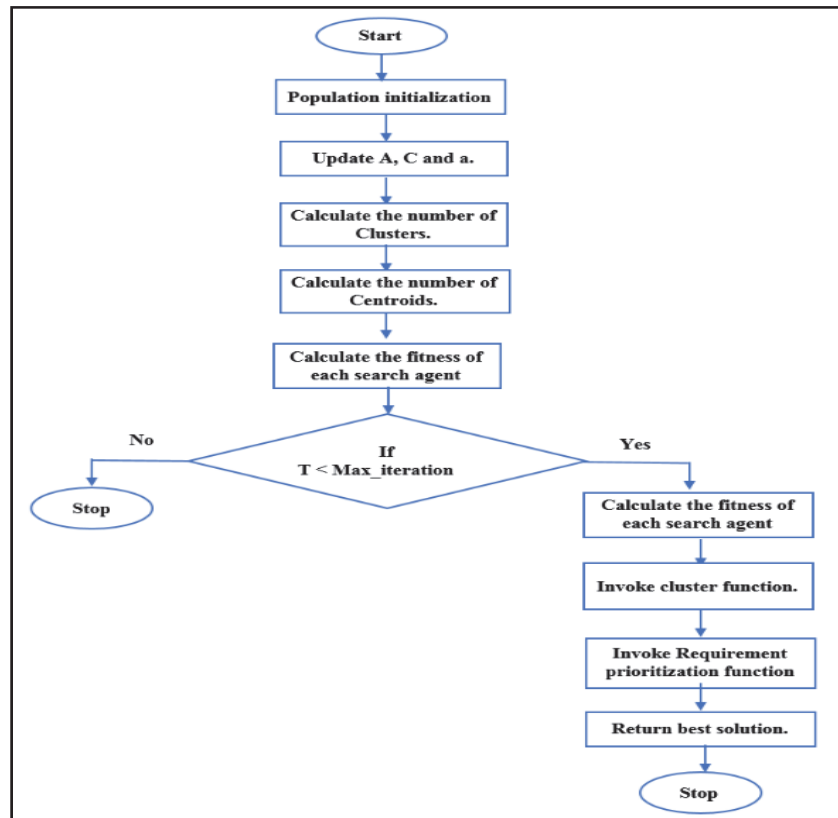 Start
Population initialization
Update A, C and a.
Calculate the number of
Clusters.
Calculate the number of
Centroids.
Calculate the fitness of
each search agent
If
T < Max_iteration
No
Stop
Yes
Calculate the fitness of
each search agent
Invoke cluster function.
Invoke Requirement
prioritization function
Return best solution.
Stop